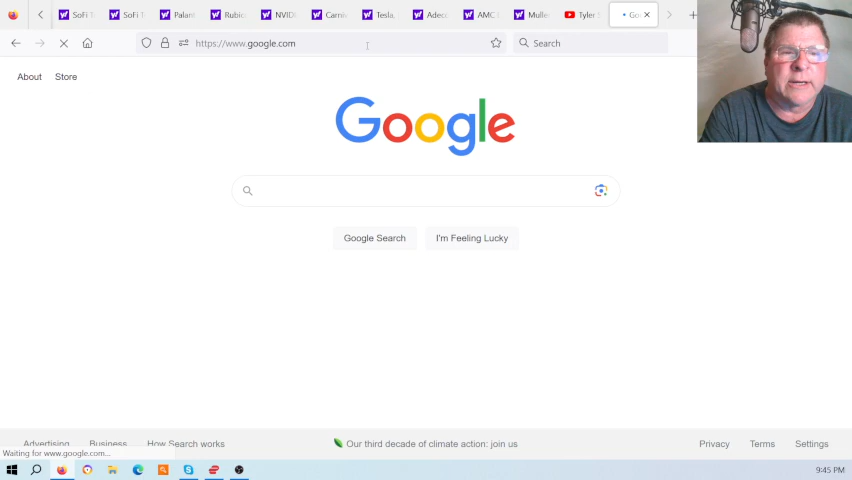 SoFi T
SoFi T
Palant
Rubic
NVIDI
Carniv
Tesla,
Adec
AMC
Mulle
Tyler
Go
https://www.google.com
Search
About Store
Google
Google Search I'm Feeling Lucky
Advertising Business How Search works Our third decade of climate action: join us Privacy Terms Settings
Waiting for www.google.com...
9:45 PM